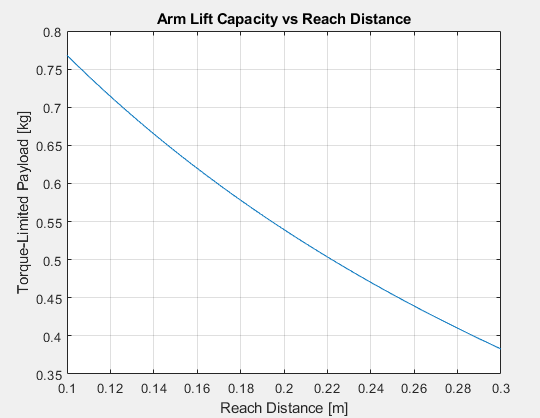 Arm Lift Capacity vs Reach Distance
0.8
0.75
0.7
0.65
0.6
0.55
0.5
0.45
0.4
0.35
Torque-Limited Payload [kg]
0.1 0.12 0.14 0.16 0.18 0.2 0.22 0.24 0.26 0.28 0.3
Reach Distance [m]